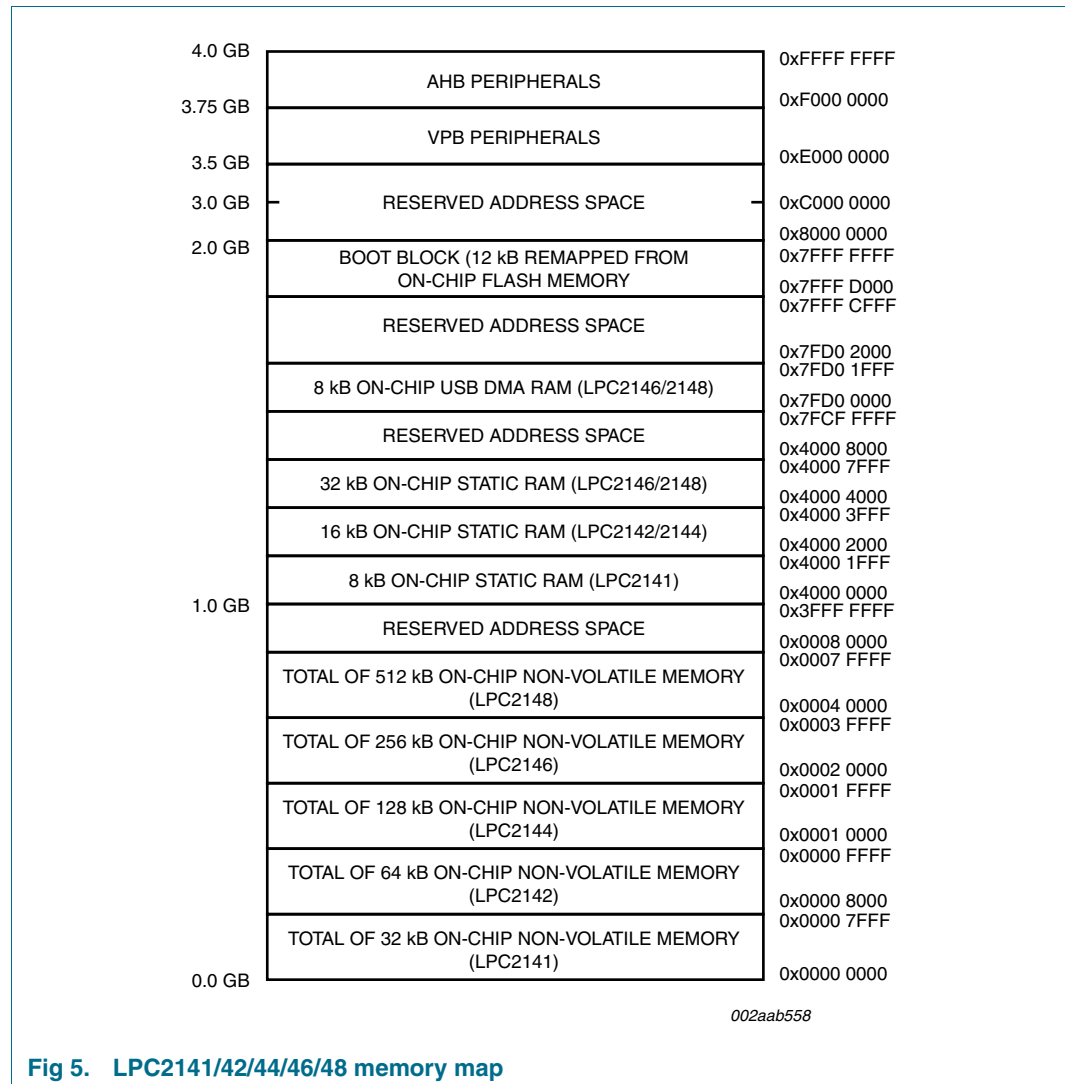 4.0 GB
0xFFFF FFFF
AHB PERIPHERALS
3.75 GB
0xF000 0000
VPB PERIPHERALS
3.5 GB
0xE000 0000
3.0 GB
RESERVED ADDRESS SPACE
0xC000 0000
0x8000 0000
2.0 GB
0x7FFF FFFF
BOOT BLOCK (12 kB REMAPPED FROM
ON-CHIP FLASH MEMORY
0x7FFF D000
0x7FFF CFFF
RESERVED ADDRESS SPACE
0x7FD0 2000
0x7FD0 1FFF
8 kB ON-CHIP USB DMA RAM (LPC2146/2148)
0x7FD0 0000
0x7FCF FFFF
RESERVED ADDRESS SPACE
0x4000 8000
0x4000 7FFF
32 kB ON-CHIP STATIC RAM (LPC2146/2148)
0x4000 4000
0x4000 3FFF
16 kB ON-CHIP STATIC RAM (LPC2142/2144)
0x4000 2000
0x4000 1FFF
8 kB ON-CHIP STATIC RAM (LPC2141)
0x4000 0000
1.0 GB
0x3FFF FFFF
RESERVED ADDRESS SPACE
0x0008 0000
0x0007 FFFF
TOTAL OF 512 kB ON-CHIP NON-VOLATILE MEMORY
(LPC2148)
0x0004 0000
0x0003 FFFF
TOTAL OF 256 kB ON-CHIP NON-VOLATILE MEMORY
(LPC2146)
0x0002 0000
0x0001 FFFF
TOTAL OF 128 kB ON-CHIP NON-VOLATILE MEMORY
(LPC2144)
0x0001 0000
0x0000 FFFF
TOTAL OF 64 kB ON-CHIP NON-VOLATILE MEMORY
(LPC2142)
0x0000 8000
0x0000 7FFF
TOTAL OF 32 kB ON-CHIP NON-VOLATILE MEMORY
(LPC2141)
0.0 GB
0x0000 0000
002aab558
Fig 5. LPC2141/42/44/46/48 memory map